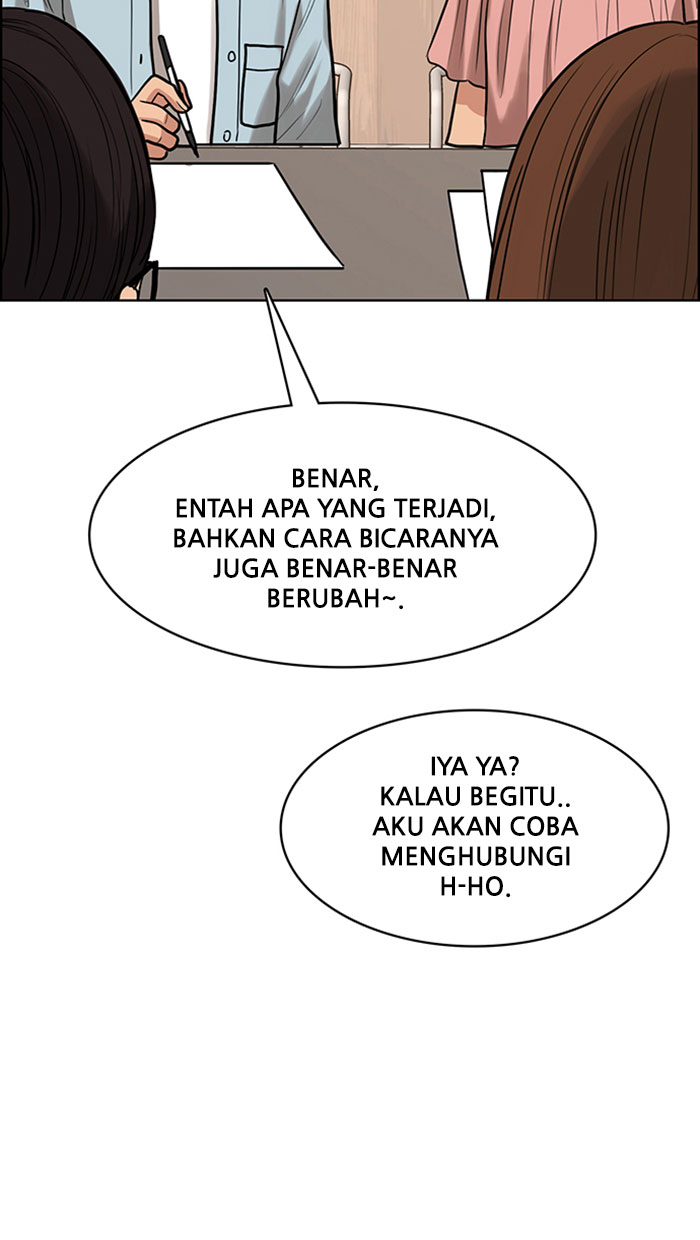 BENAR,
ENTAH APA YANG TERJADI,
BAHKAN CARA BICARANYA
JUGA BENAR-BENAR
BERUBAH~.
IYA YA?
KALAU BEGITU..
AKU AKAN COBA
MENGHUBUNGI
H-HO.